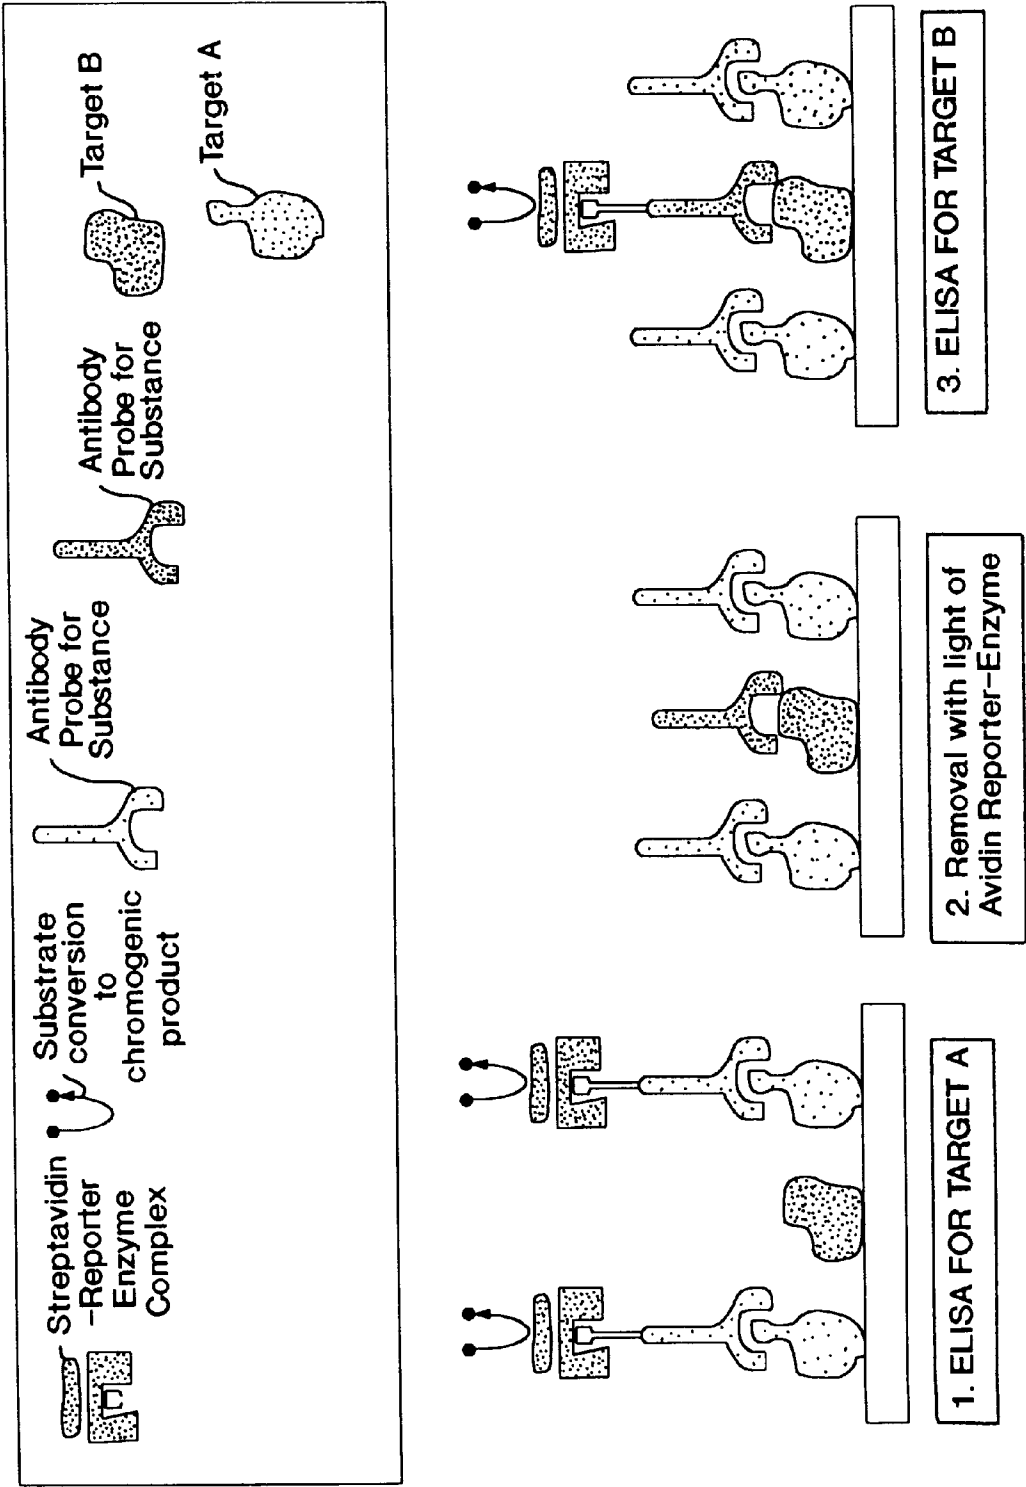 Streptavidin
-Reporter
Enzyme
Complex
Substrate
conversion
to
chromogenic
product
Antibody
Probe for
Substance
Antibody
Probe for
Substance
Target B
Target A
1. ELISA FOR TARGET A
2. Removal with light of
Avidin Reporter-Enzyme
3. ELISA FOR TARGET B